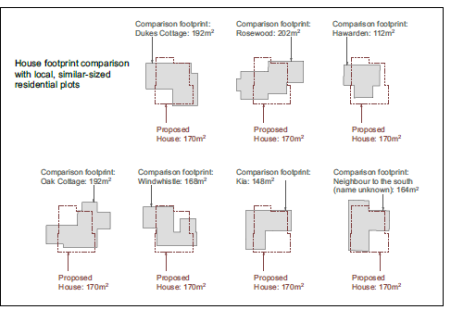 House footprint comparison
with local, similar-sized
residential plots
Comparison footprint:
Dukes Cottage: 192m²
Comparison footprint:
Rosewood: 202m²
Comparison footprint:
Hawarden: 112m²
Proposed
House: 170m²
Proposed
House: 170m²
Proposed
House: 170m²
Comparison footprint:
Oak Cottage: 192m²
Comparison footprint:
Windwhistle: 168m²
Comparison footprint:
Kia: 148m²
Comparison footprint:
Neighbour to the south
(name unknown): 164m²
Proposed
House: 170m²
Proposed
House: 170m²
Proposed
House: 170m²
Proposed
House: 170m²